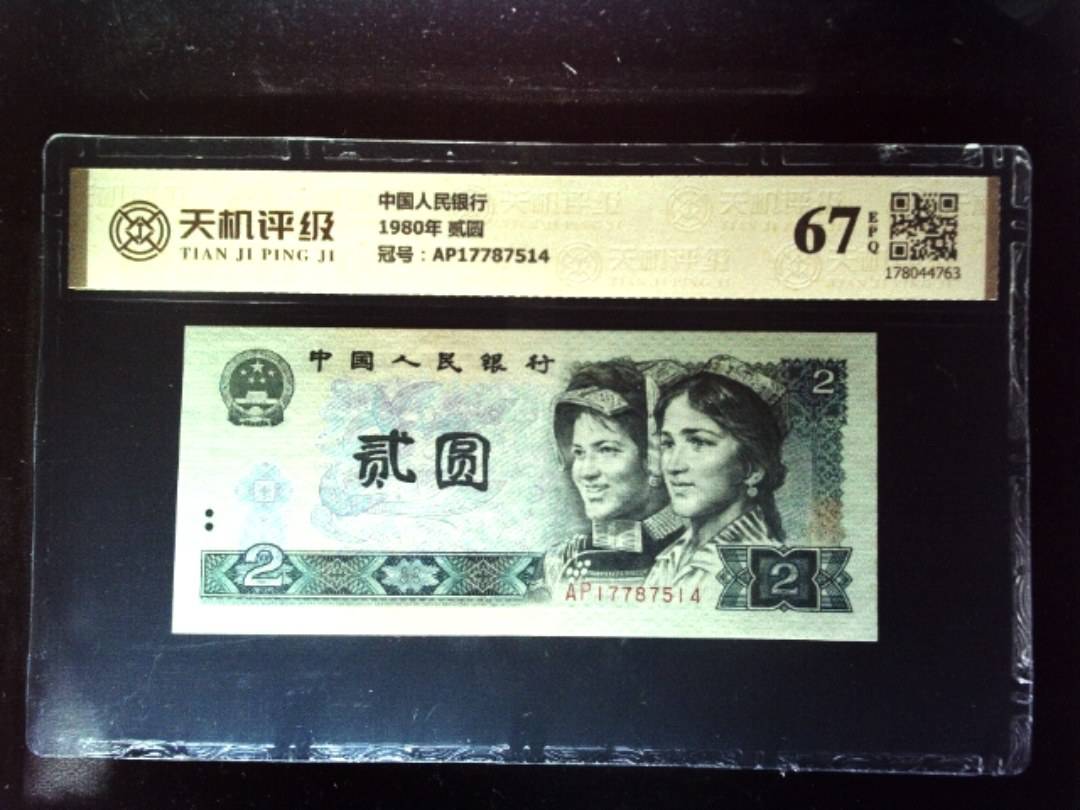 天机评级
TIAN JI PING JI
中国人民银行
1980年 贰圆
冠号：AP17787514
67
EPQ
178044763
中国人民银行
2
贰圆
2
AP17787514
2